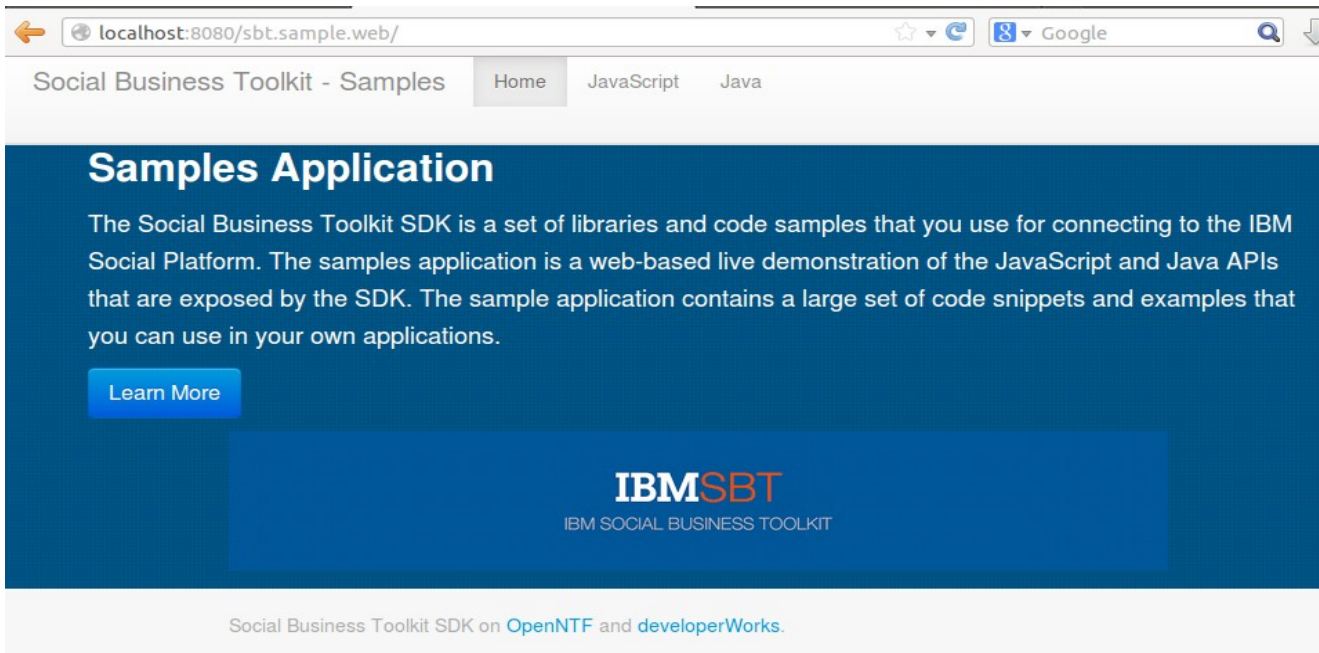 localhost:8080/sbt.sample.web/
Google
Social Business Toolkit - Samples
Home
JavaScript
Java
Samples Application
The Social Business Toolkit SDK is a set of libraries and code samples that you use for connecting to the IBM
Social Platform. The samples application is a web-based live demonstration of the JavaScript and Java APIs
that are exposed by the SDK. The sample application contains a large set of code snippets and examples that
you can use in your own applications.
Learn More
IBMSBT
IBM SOCIAL BUSINESS TOOLKIT
Social Business Toolkit SDK on OpenNTF and developerWorks.